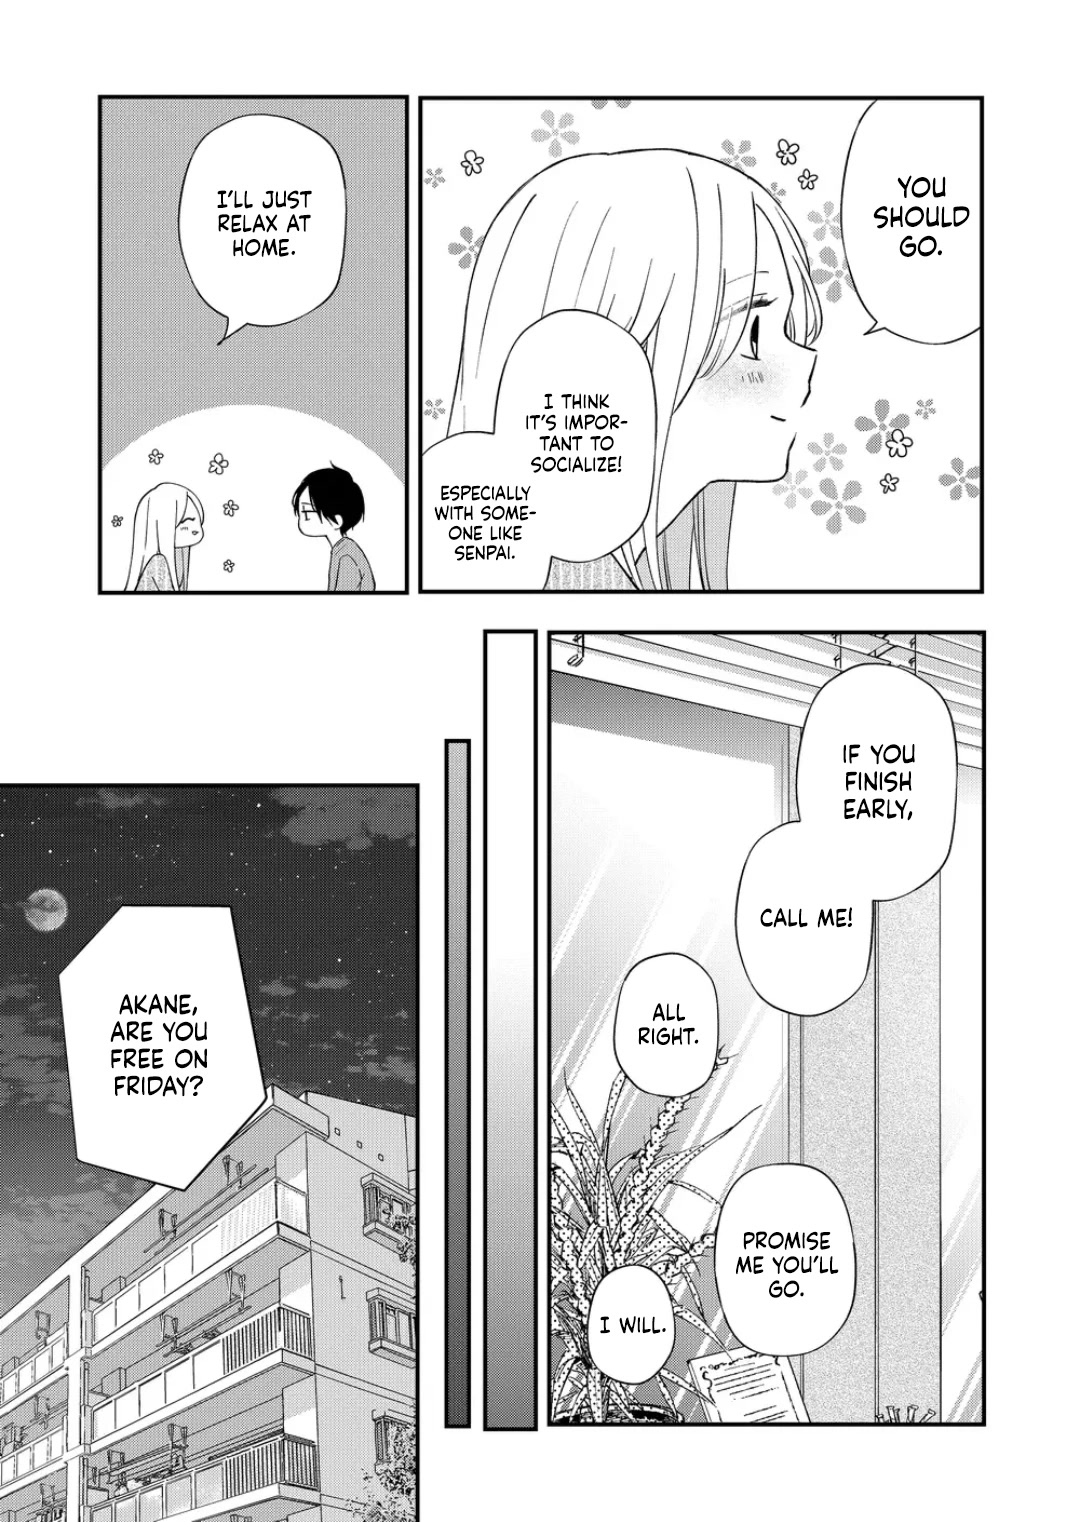 YOU
SHOULD
GO.
I THINK
IT'S IMPOR-
TANT TO
SOCIALIZE!
ESPECIALLY
WITH SOME-
ONE LIKE
SENPAI.
I'LL JUST
RELAX AT
HOME.
IF YOU
FINISH
EARLY,
CALL ME!
ALL
RIGHT.
PROMISE
ME YOU'LL
GO.
I WILL.
AKANE,
ARE YOU
FREE ON
FRIDAY?